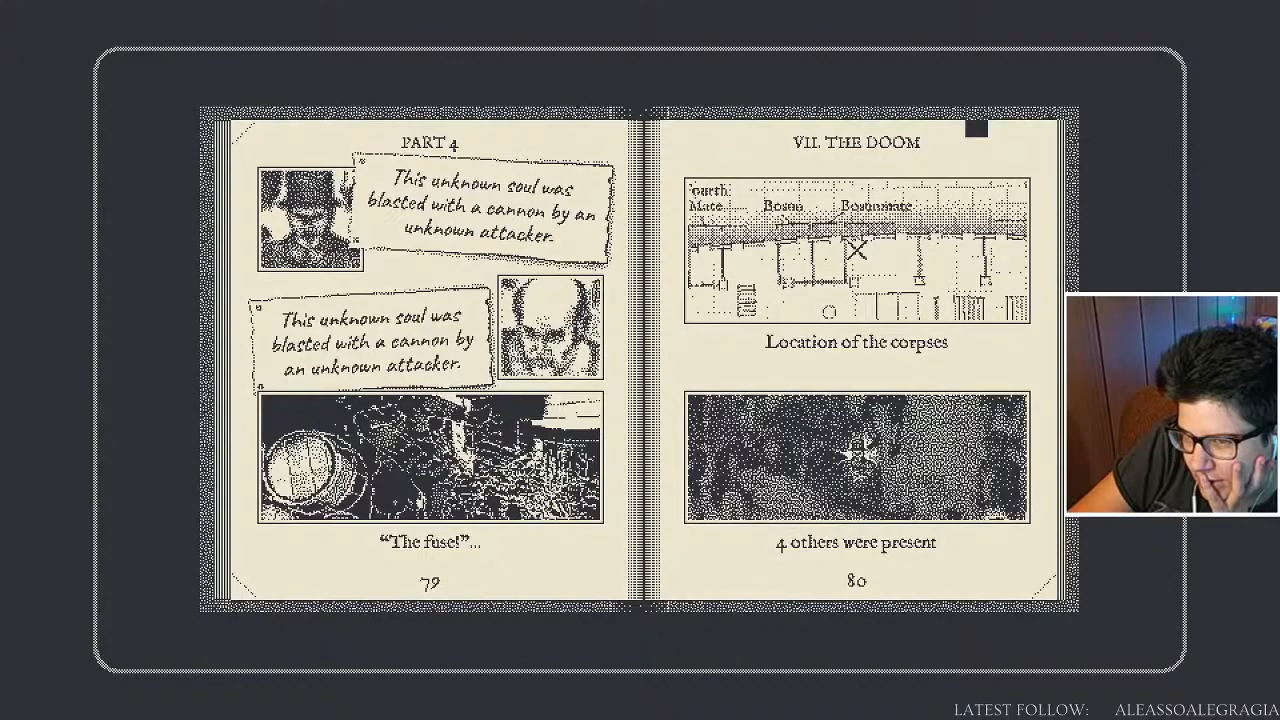 PART 4
This unknown soul was
blasted with a cannon by an
unknown attacker.
This unknown soul was
blasted with a cannon by
an unknown attacker.
"The fuse!"...
79
VII. THE DOOM
ourth
Mate
Bosun
Bosunmate
Location of the corpses
4 others were present
80
LATEST FOLLOW: ALEASSOALEGRAGIA